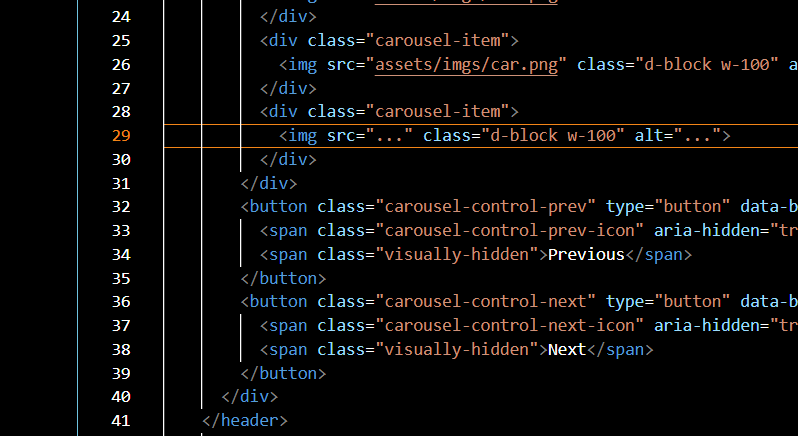 24 </div>
25 <div class="carousel-item">
26 <img src="assets/imgs/car.png" class="d-block w-100" a
27 </div>
28 <div class="carousel-item">
29 <img src="..." class="d-block w-100" alt="...">
30 </div>
31 </div>
32 <button class="carousel-control-prev" type="button" data-b
33 <span class="carousel-control-prev-icon" aria-hidden="tr
34 <span class="visually-hidden">Previous</span>
35 </button>
36 <button class="carousel-control-next" type="button" data-b
37 <span class="carousel-control-next-icon" aria-hidden="tr
38 <span class="visually-hidden">Next</span>
39 </button>
40 </div>
41 </header>